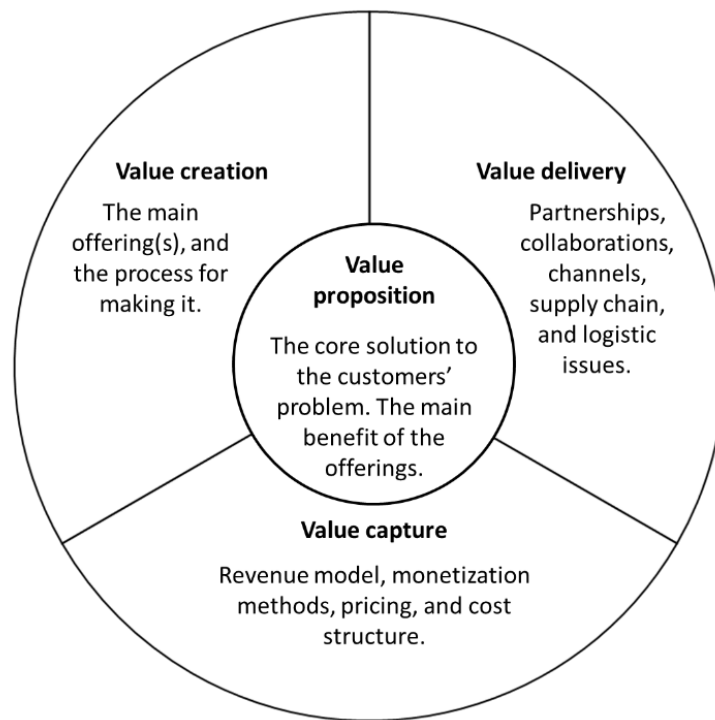 Value creation
The main
offering(s), and
the process for
making it.
Value delivery
Partnerships,
collaborations,
channels,
supply chain,
and logistic
issues.
Value
proposition
The core solution to
the customers’
problem. The main
benefit of the
offerings.
Value capture
Revenue model, monetization
methods, pricing, and cost
structure.